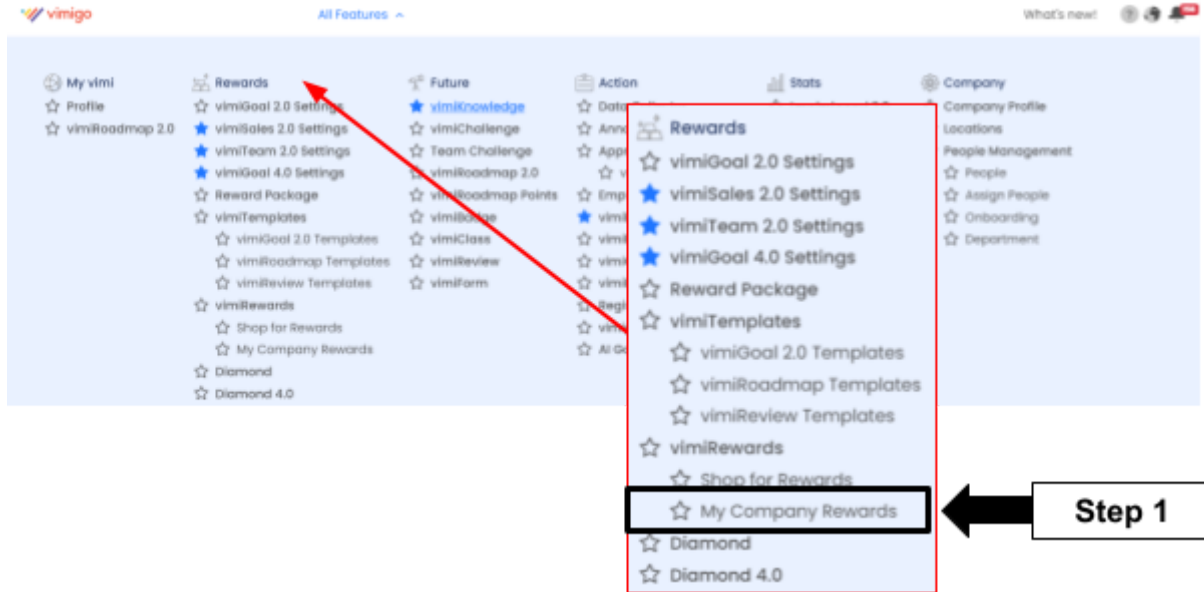 vimigo
All Features
What's new!
My vimi
Profile
vimiRoadmap 2.0
Rewards
vimiGoal 2.0 Settings
vimiSales 2.0 Settings
vimiTeam 2.0 Settings
vimiGoal 4.0 Settings
Reward Package
vimiTemplates
vimiGoal 2.0 Templates
vimiRoadmap Templates
vimiReview Templates
vimiRewards
Shop for Rewards
My Company Rewards
Diamond
Diamond 4.0
Future
vimiKnowledge
vimiChallenge
Team Challenge
vimiRoadmap 2.0
vimiRoadmap Points
vimiBadge
vimiClass
vimiReview
vimiForm
Action
Stats
Company
Company Profile
Locations
People Management
People
Assign People
Onboarding
Department
Rewards
vimiGoal 2.0 Settings
vimiSales 2.0 Settings
vimiTeam 2.0 Settings
vimiGoal 4.0 Settings
Reward Package
vimiTemplates
vimiGoal 2.0 Templates
vimiRoadmap Templates
vimiReview Templates
vimiRewards
Shop for Rewards
My Company Rewards
Diamond
Diamond 4.0
Step 1